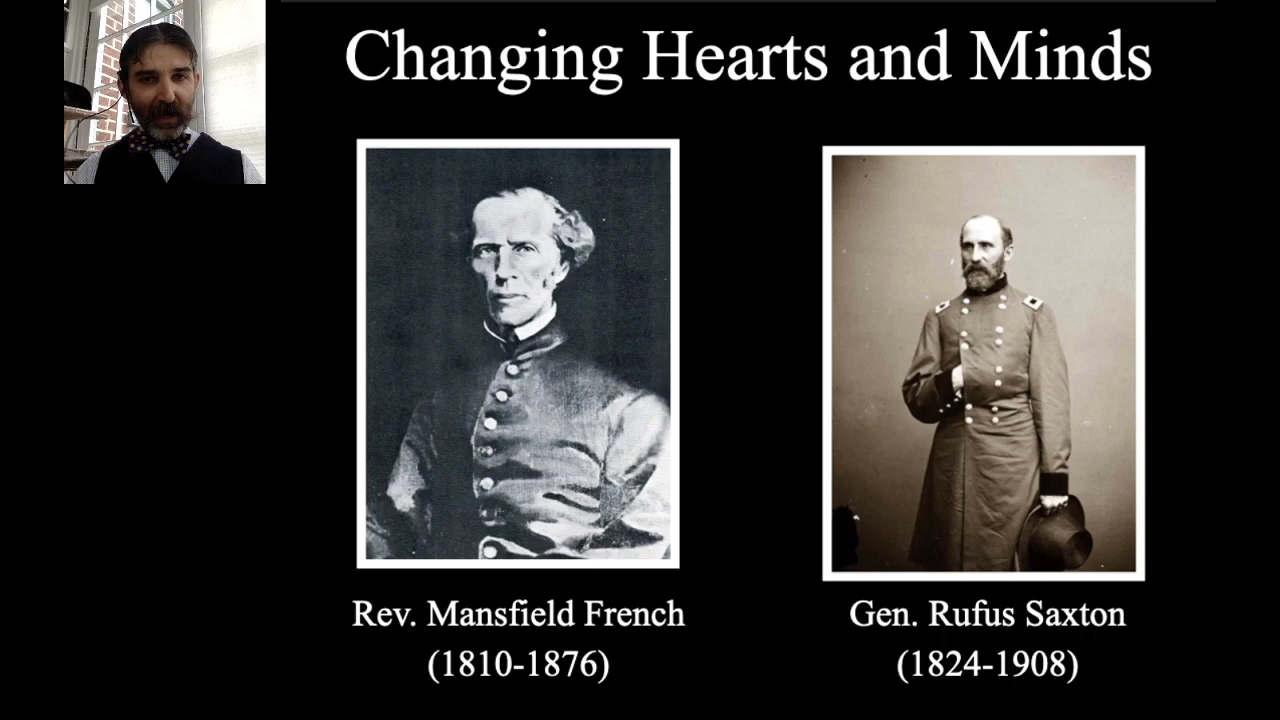 Changing Hearts and Minds
Rev. Mansfield French
(1810-1876)
Gen. Rufus Saxton
(1824-1908)